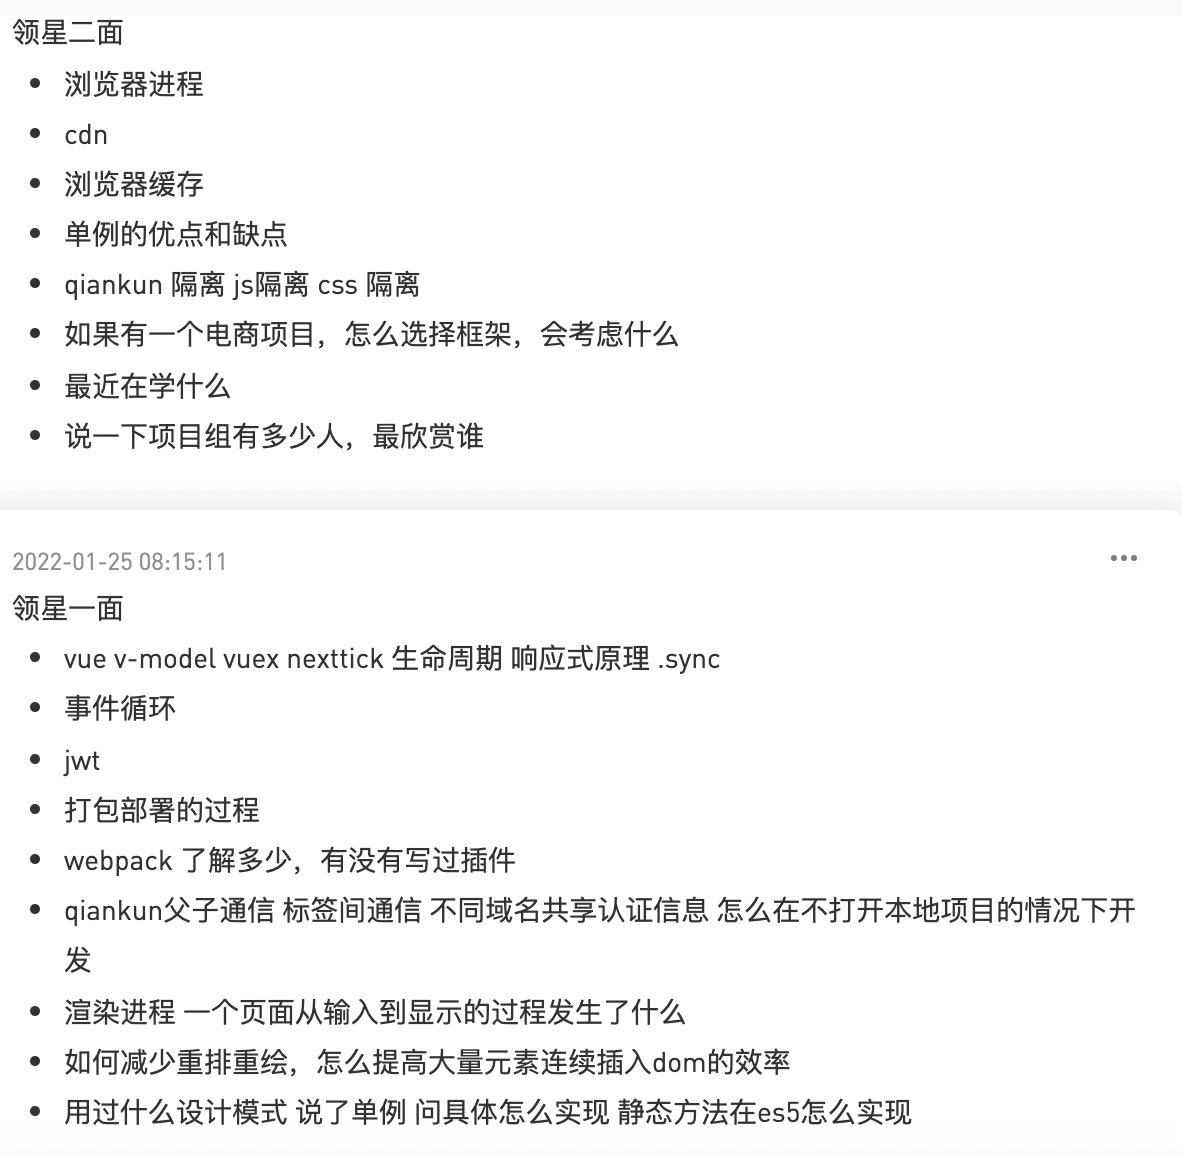 领星二面
浏览器进程
cdn
浏览器缓存
单例的优点和缺点
qiankun 隔离 js隔离 css 隔离
如果有一个电商项目，怎么选择框架，会考虑什么
最近在学什么
说一下项目组有多少人，最欣赏谁
2022-01-25 08:15:11
领星一面
vue v-model vuex nexttick 生命周期 响应式原理 .sync
事件循环
jwt
打包部署的过程
webpack 了解多少，有没有写过插件
qiankun父子通信 标签间通信 不同域名共享认证信息 怎么在不打开本地项目的情况下开
发
渲染进程 一个页面从输入到显示的过程发生了什么
如何减少重排重绘，怎么提高大量元素连续插入dom的效率
用过什么设计模式 说了单例 问具体怎么实现 静态方法在es5怎么实现